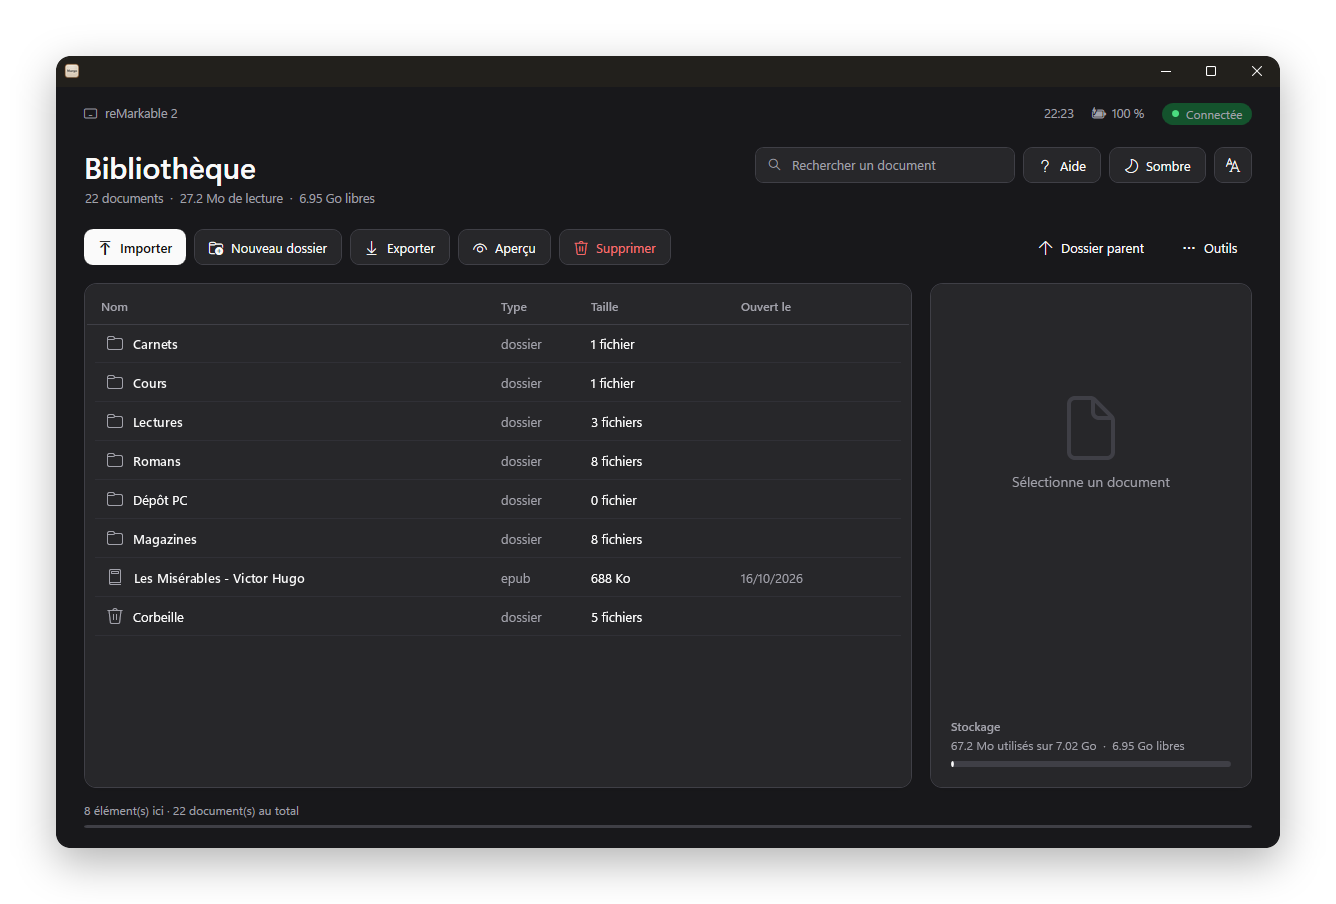 reMarkable 2
22:23 100 % Connectée
Bibliothèque
22 documents · 27.2 Mo de lecture · 6.95 Go libres
Rechercher un document
? Aide
Sombre
AA
Importer
Nouveau dossier
Exporter
Aperçu
Supprimer
Dossier parent
Outils
Nom Type Taille Ouvert le
Carnets dossier 1 fichier
Cours dossier 1 fichier
Lectures dossier 3 fichiers
Romans dossier 8 fichiers
Dépôt PC dossier 0 fichier
Magazines dossier 8 fichiers
Les Misérables - Victor Hugo epub 688 Ko 16/10/2026
Corbeille dossier 5 fichiers
Sélectionne un document
Stockage
67.2 Mo utilisés sur 7.02 Go · 6.95 Go libres
8 élément(s) ici · 22 document(s) au total